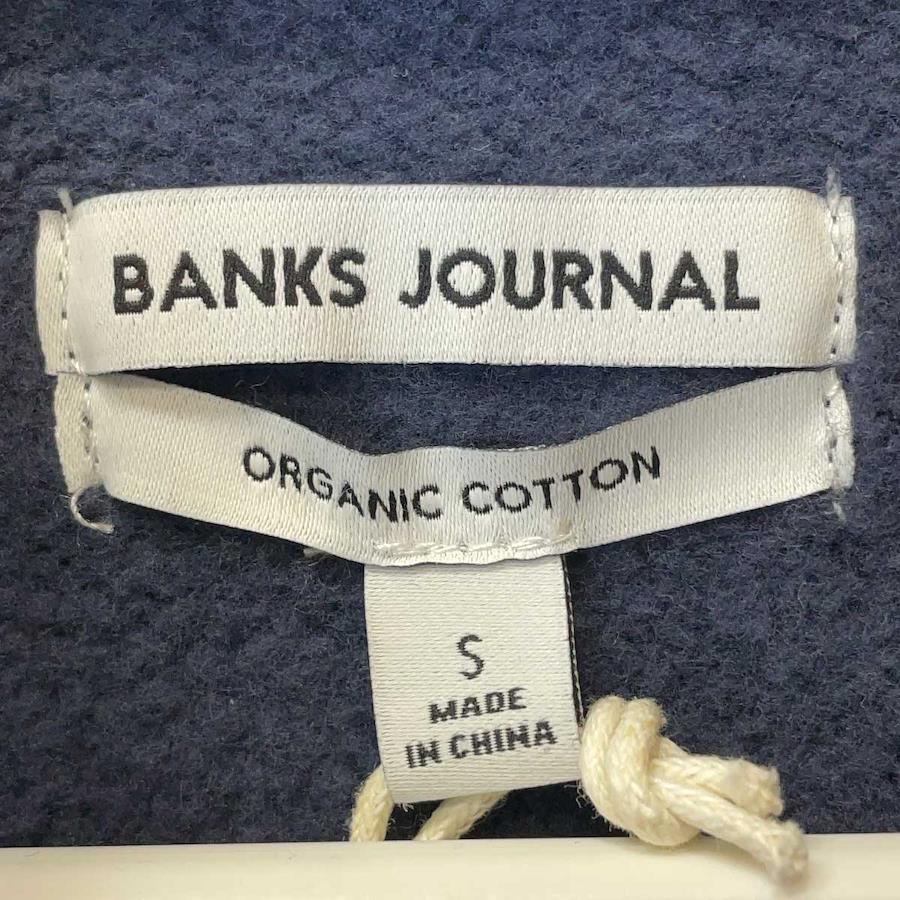 BANKS JOURNAL
ORGANIC COTTON
S
MADE
IN CHINA